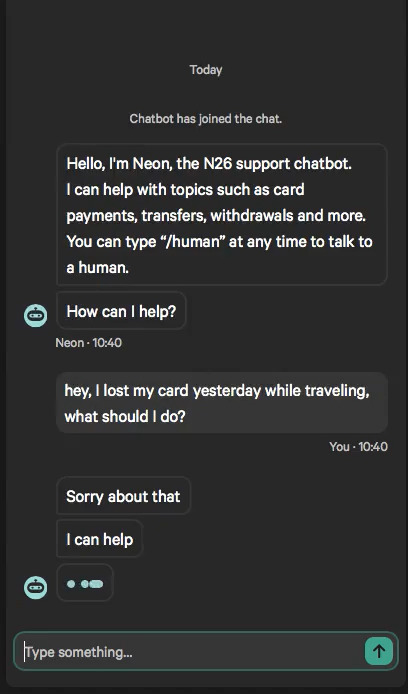 Today
Chatbot has joined the chat.
Hello, I'm Neon, the N26 support chatbot.
I can help with topics such as card
payments, transfers, withdrawals and more.
You can type “/human” at any time to talk to
a human.
How can I help?
Neon · 10:40
hey, I lost my card yesterday while traveling,
what should I do?
You · 10:40
Sorry about that
I can help
Type something...